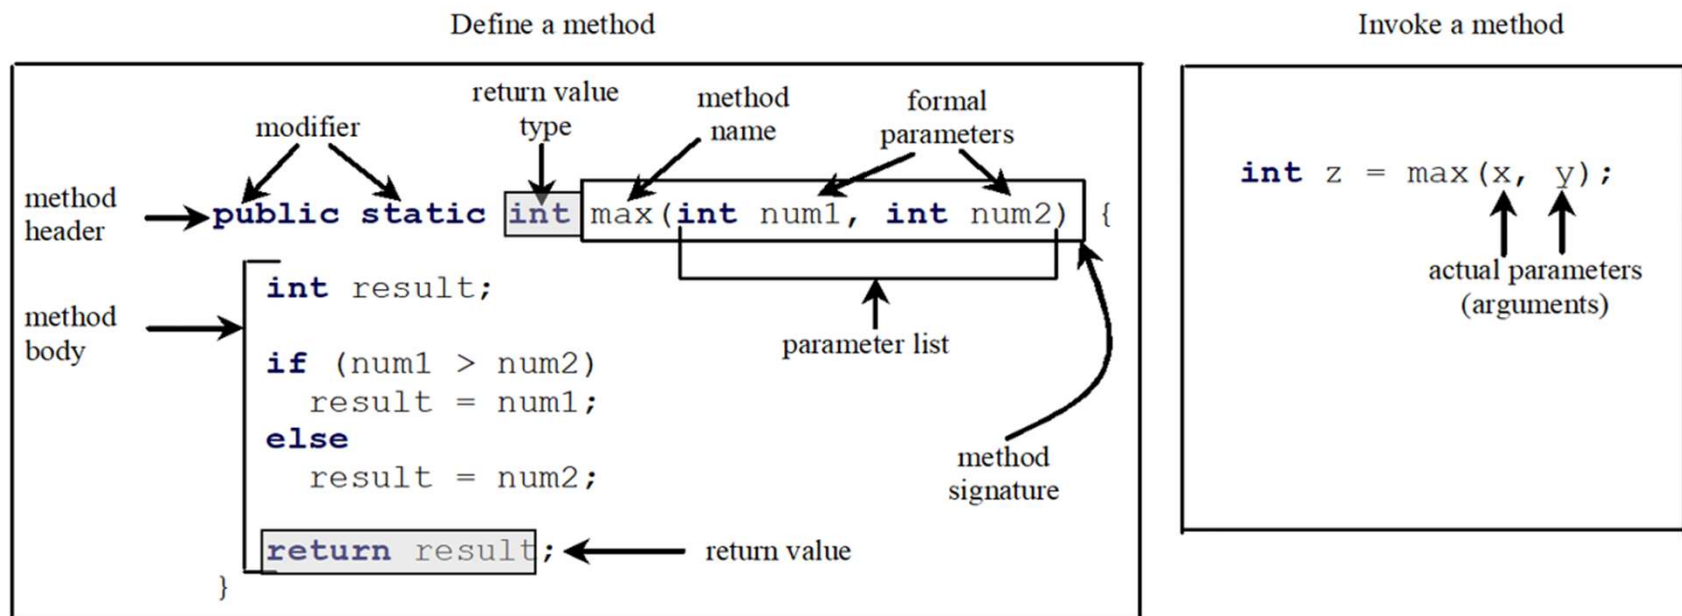 Define a method
Invoke a method
return value
type
method
name
formal
parameters
modifier
method
header
public static int max(int num1, int num2) {
int result;
method
body
if (num1 > num2)
result = num1;
else
result = num2;
return result;
}
parameter list
method
signature
return value
int z = max(x, y);
actual parameters
(arguments)